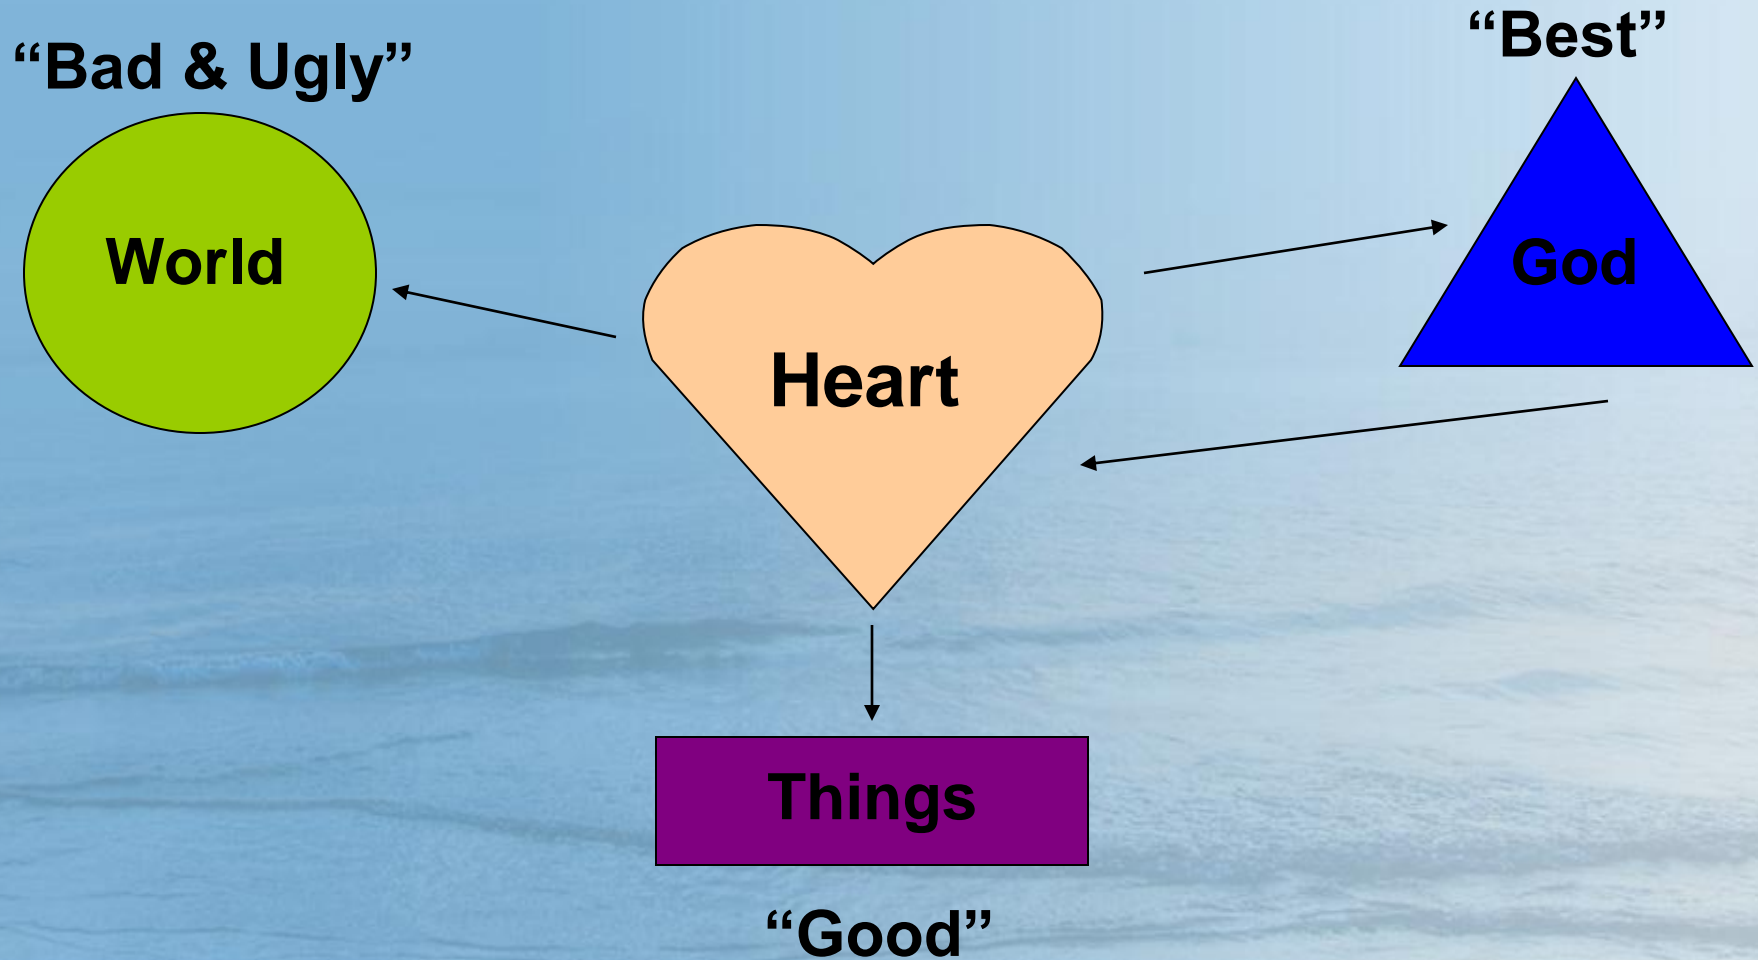 “Best”
“Bad & Ugly”
World
God
Heart
Things
“Good”